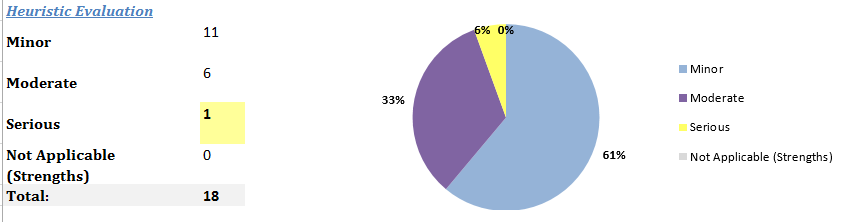 Heuristic Evaluation
Minor 11
Moderate 6
Serious 1
Not Applicable 0
(Strengths)
Total: 18
6% 0%
33%
61%
Minor
Moderate
Serious
Not Applicable (Strengths)